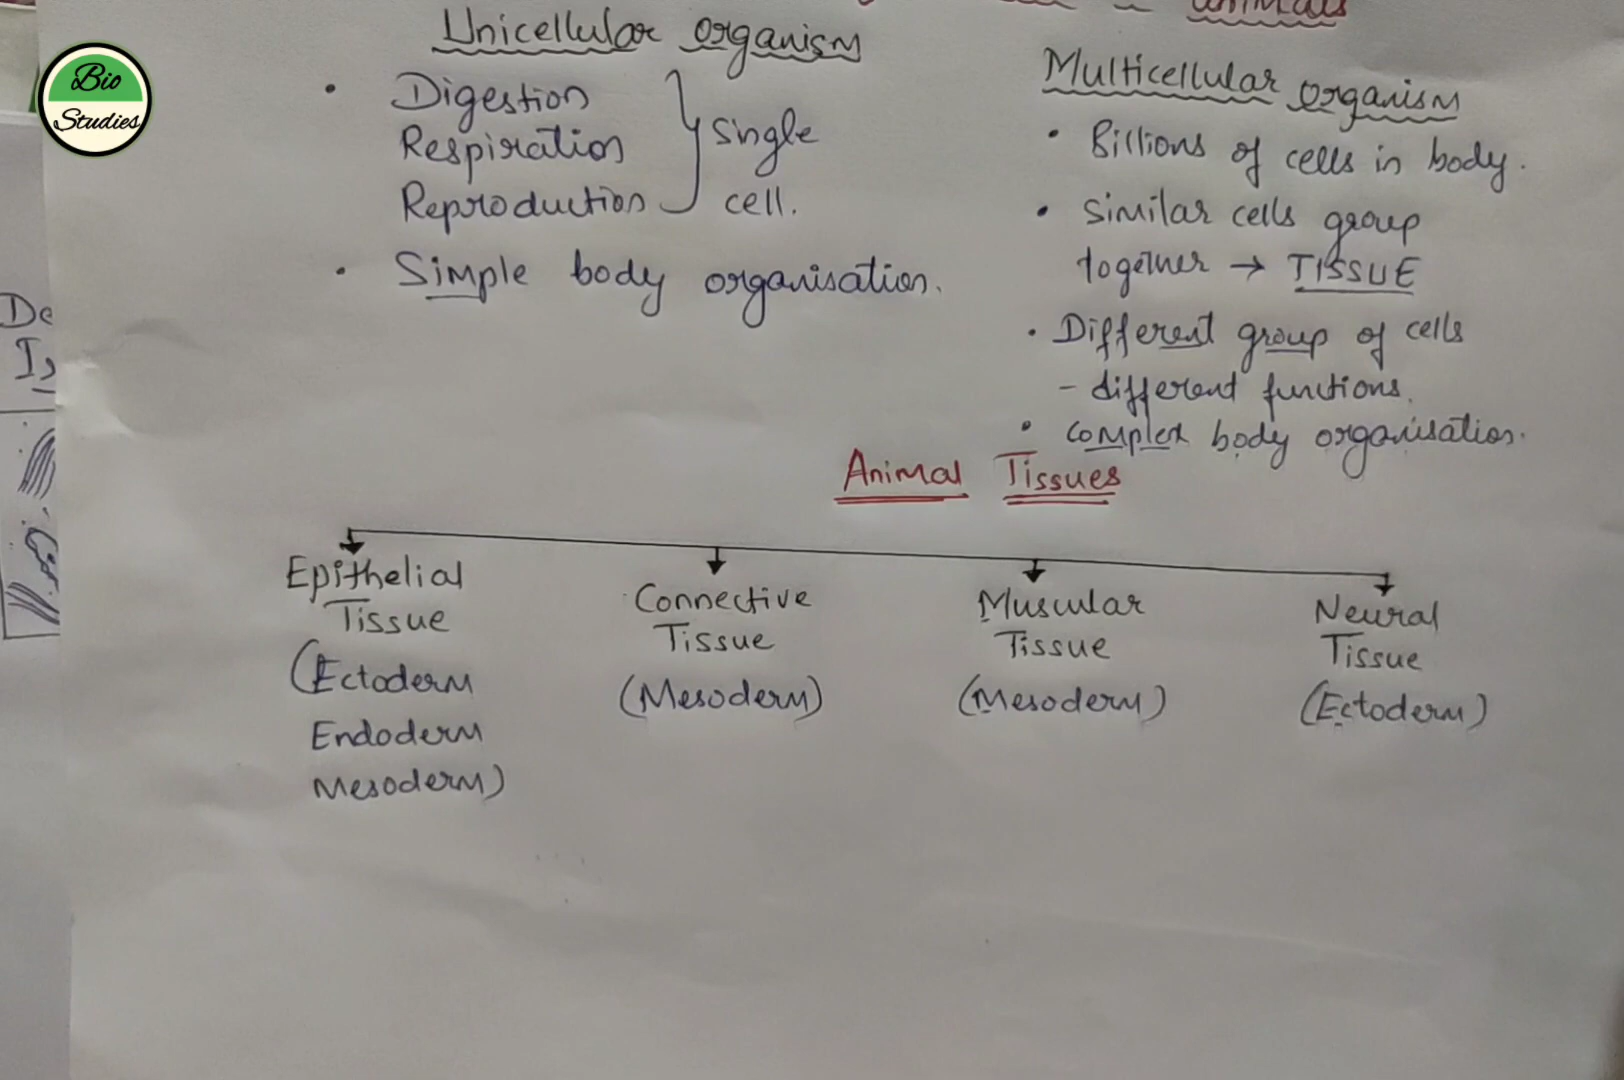 animals
Bio
Studies
Unicellular organism
• Digestion
Respiration
Reproduction
single
cell.
• Simple body organisation.
Multicellular organism
• Billions of cells in body.
• similar cells group
together → TISSUE
• Different group of cells
- different functions.
• complex body organisation.
Animal Tissues
Epithelial
Tissue
(Ectoderm
Endoderm
Mesoderm)
Connective
Tissue
(Mesoderm)
Muscular
Tissue
(Mesoderm)
Neural
Tissue
(Ectoderm)